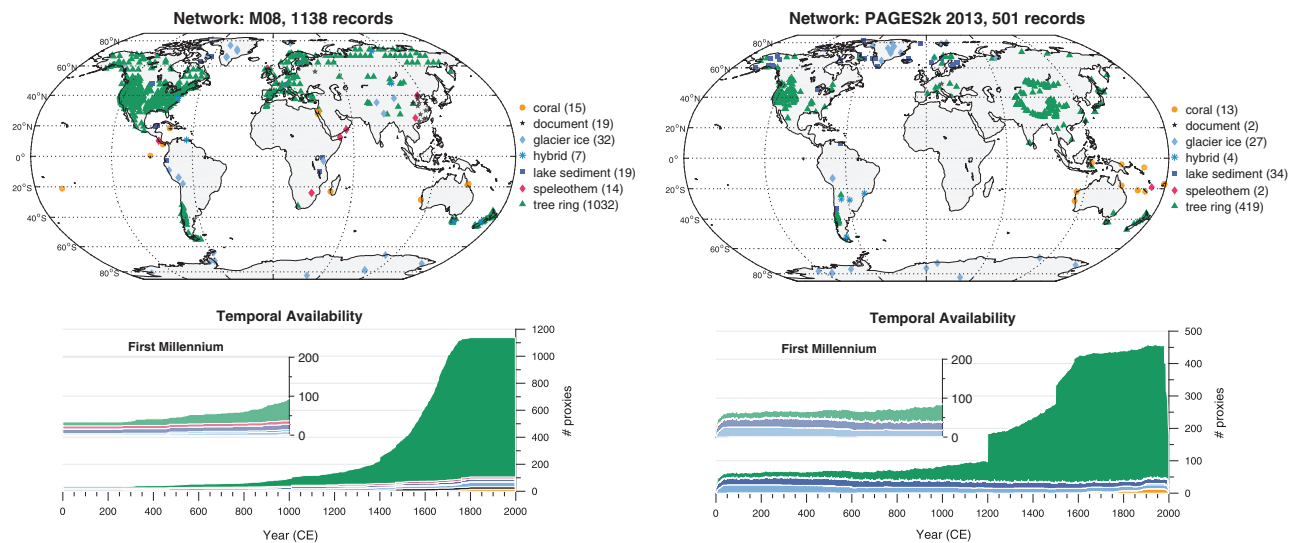 Network: M08, 1138 records
80°N
60°N
40°N
20°N
0°
20°S
40°S
60°S
80°S
coral (15)
document (19)
glacier ice (32)
hybrid (7)
lake sediment (19)
speleothem (14)
tree ring (1032)
Temporal Availability
First Millennium
200
100
0
1200
1000
800
600
400
200
0
# proxies
0 200 400 600 800 1000 1200 1400 1600 1800 2000
Year (CE)
Network: PAGES2k 2013, 501 records
80°N
60°N
40°N
20°N
0°
20°S
40°S
60°S
80°S
coral (13)
document (2)
glacier ice (27)
hybrid (4)
lake sediment (34)
speleothem (2)
tree ring (419)
Temporal Availability
First Millennium
200
100
0
500
400
300
200
100
0
# proxies
0 200 400 600 800 1000 1200 1400 1600 1800 2000
Year (CE)